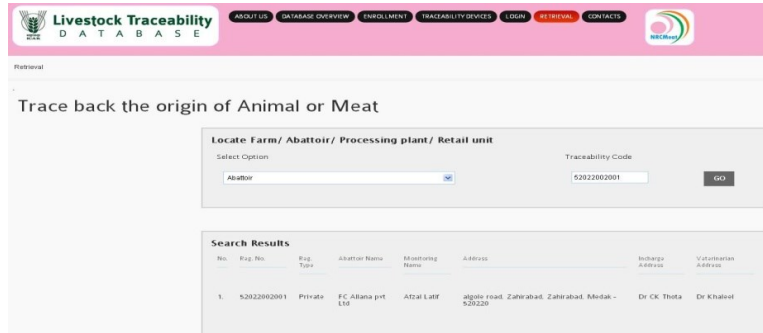 Livestock Traceability
DATABASE
ABOUT US DATABASE OVERVIEW ENROLLMENT TRACEABILITY DEVICES LOGIN RETRIEVAL CONTACTS
NRCMeat
Retrieval
Trace back the origin of Animal or Meat
Locate Farm/ Abattoir/ Processing plant/ Retail unit
Select Option Traceability Code
Abattoir 52022002001 GO
Search Results
No. Reg. No. Reg. Type Abattoir Name Monitoring Name Address Incharge Address Vetarinarian Address
1. 52022002001 Private FC Allana pvt Ltd Afzal Latif algole road, Zahirabad, Zahirabad, Medak - 520220 Dr CK Thota Dr Khaleel